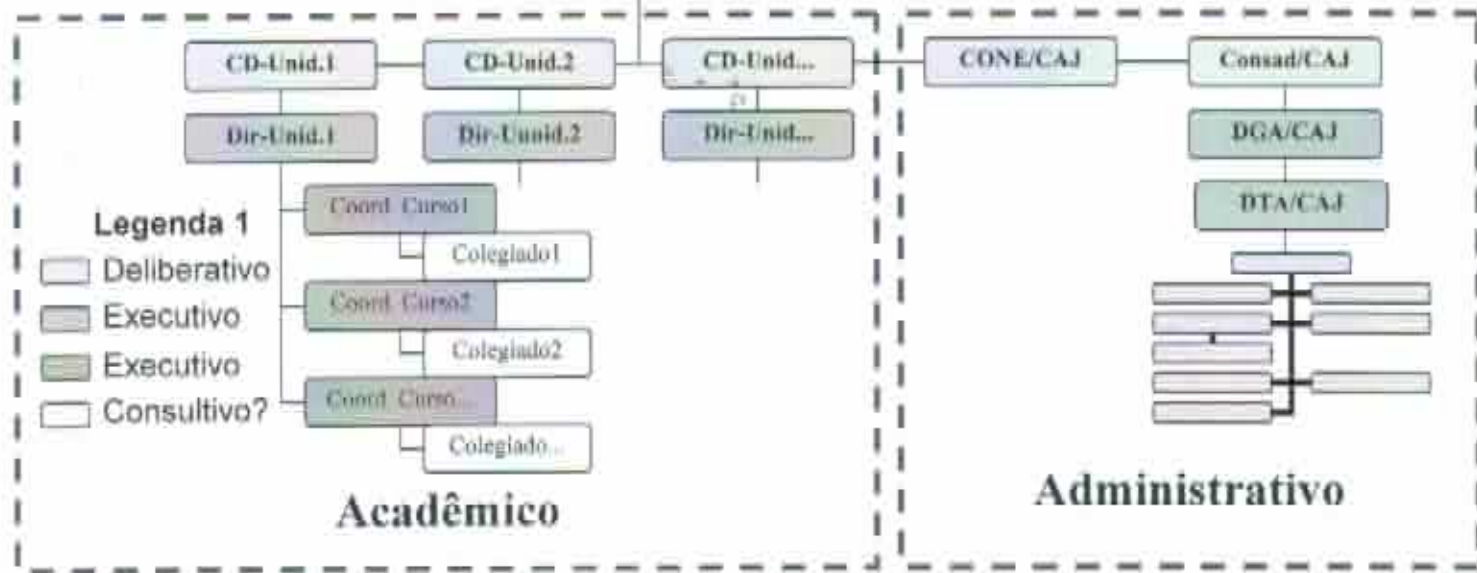 CD-Unid.1
CD-Unid.2
CD-Unid...
CONE/CAJ
Consad/CAJ
Dir-Unid.1
Dir-Uunid.2
Dir-Unid...
DGA/CAJ
DTA/CAJ
Legenda 1
Deliberativo
Executivo
Executivo
Consultivo?
Coord. Curso1
Colegiado1
Coord. Curso2
Colegiado2
Coord. Curso...
Colegiado...
Acadêmico
Administrativo